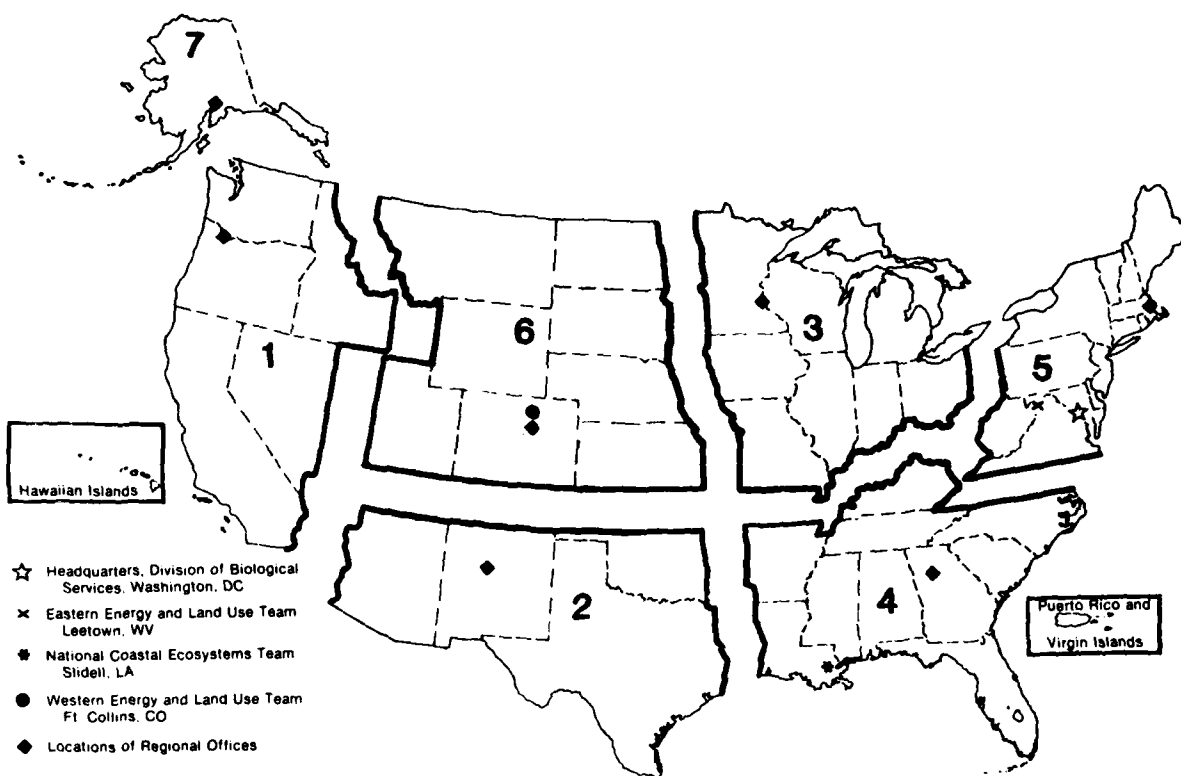 7
1
6
3
5
Hawaiian Islands
2
4
Puerto Rico and
Virgin Islands
Headquarters, Division of Biological
Services, Washington, DC
Eastern Energy and Land Use Team
Leetown, WV
National Coastal Ecosystems Team
Slidell, LA
Western Energy and Land Use Team
Ft Collins, CO
Locations of Regional Offices